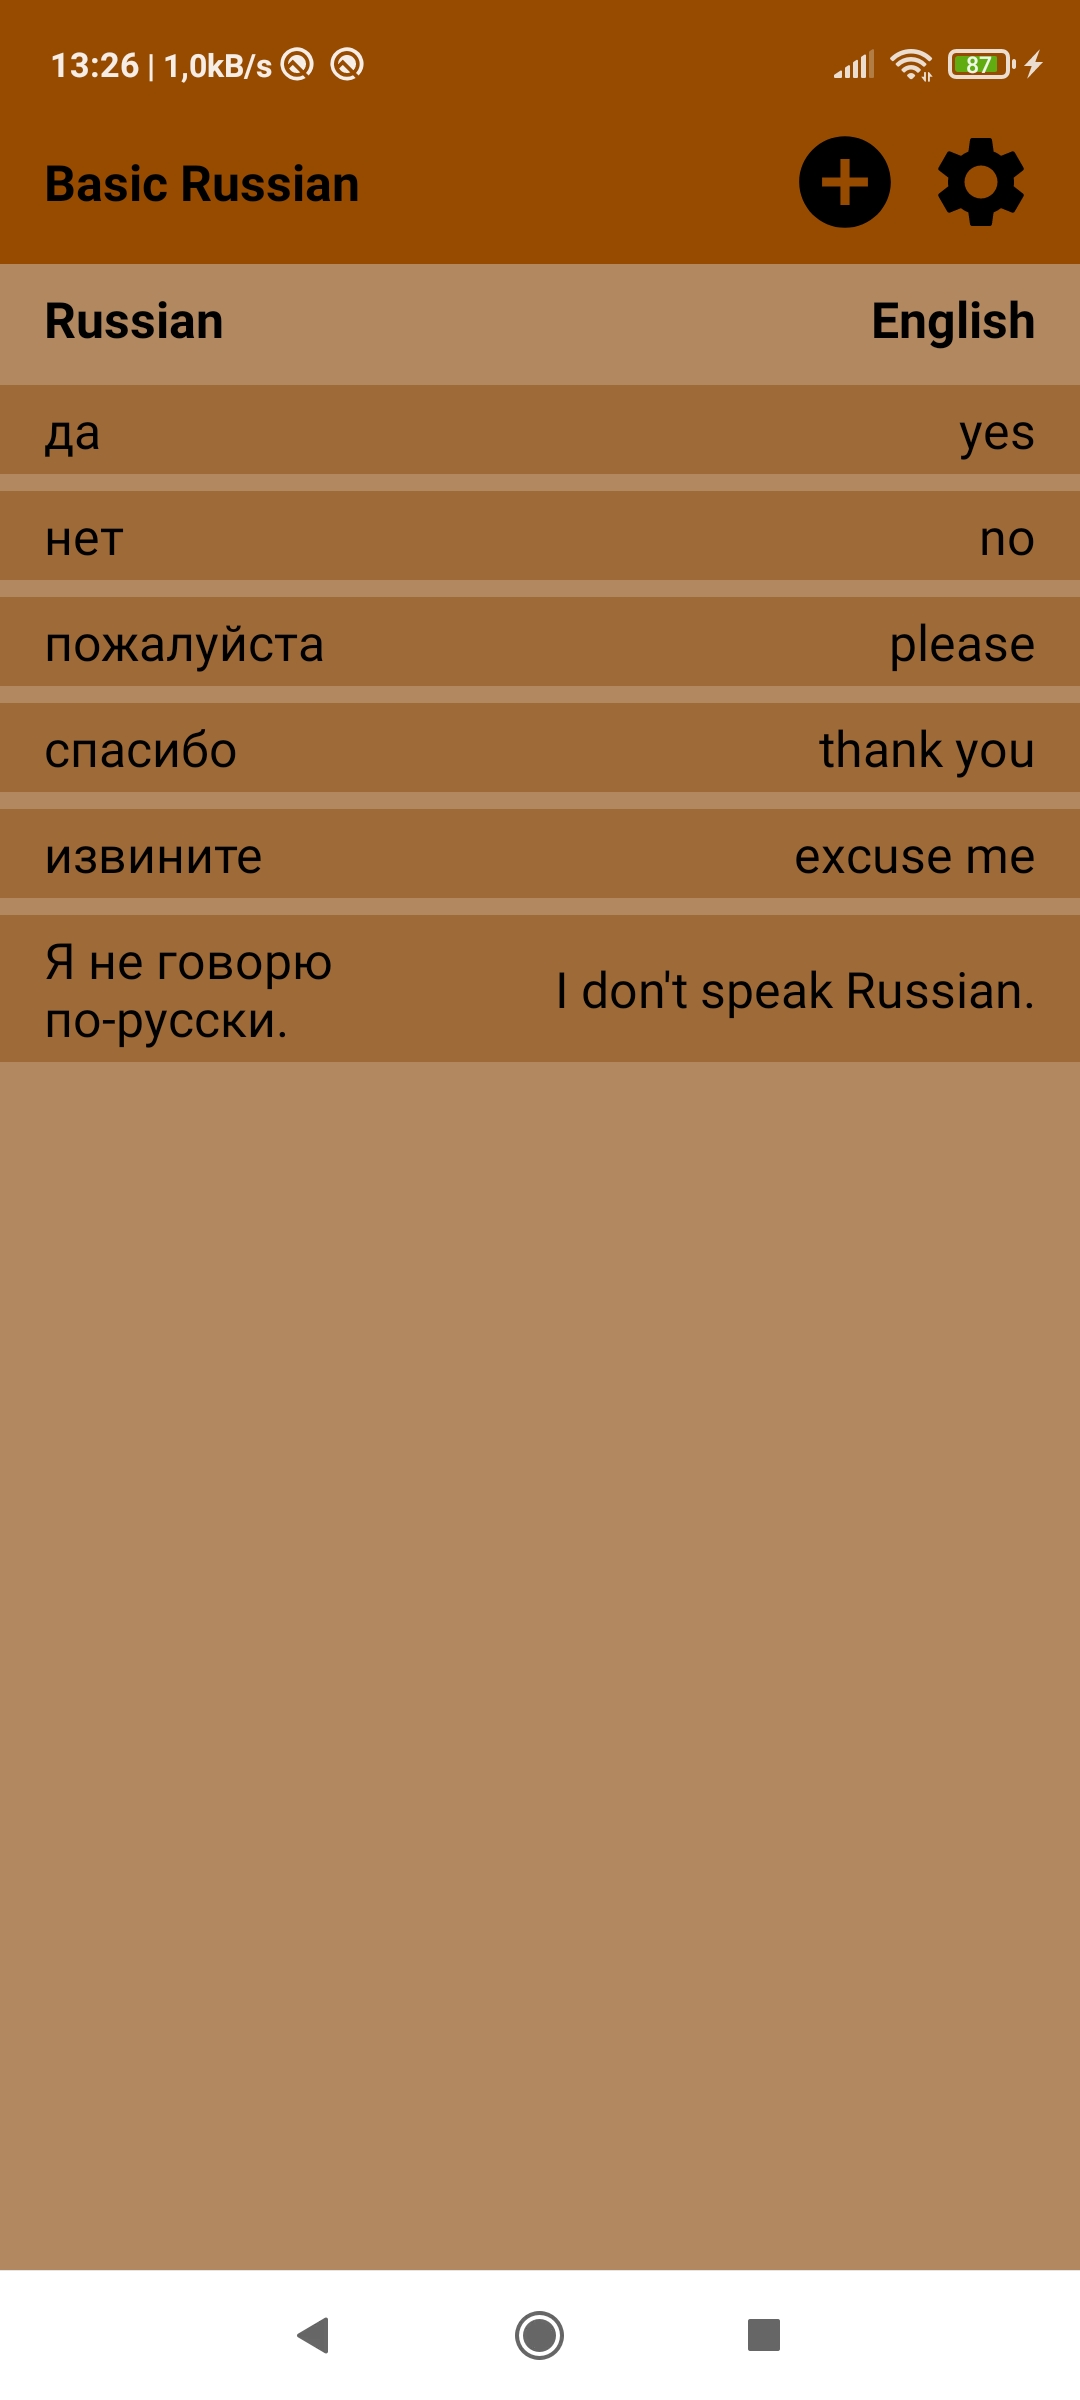 13:26 | 1,0kB/s
87
Basic Russian
Russian English
да yes
нет no
пожалуйста please
спасибо thank you
извините excuse me
Я не говорю
по-русски.
I don't speak Russian.